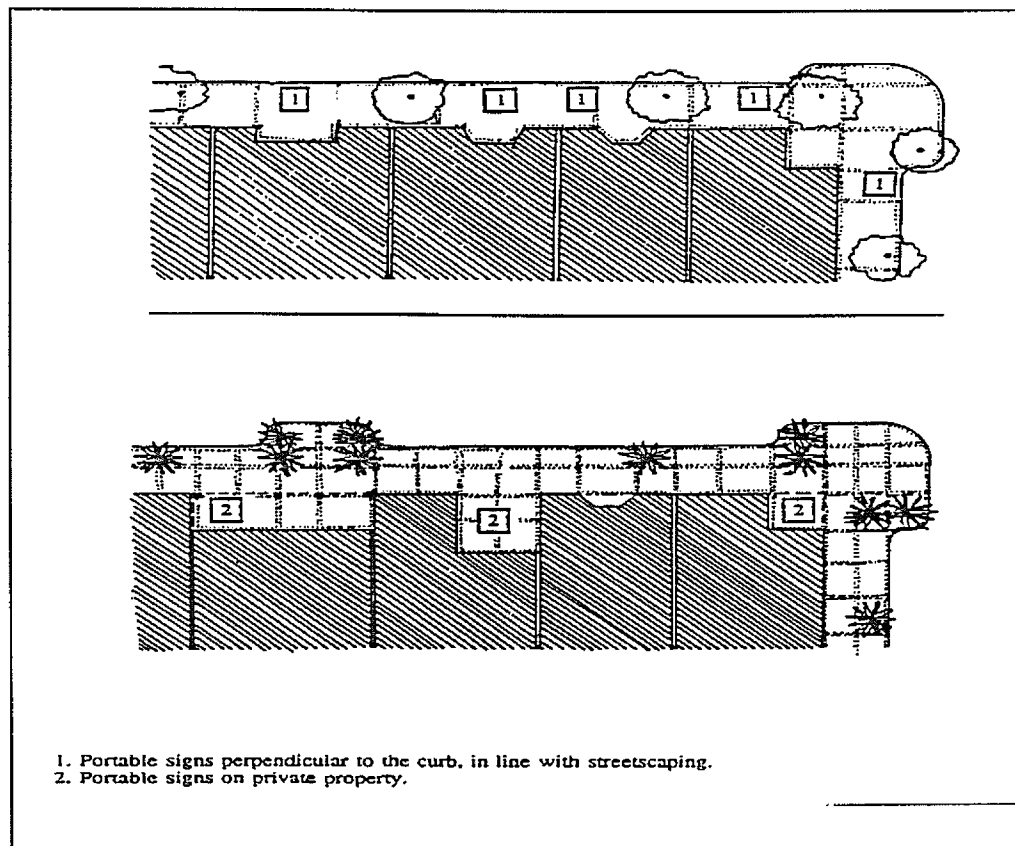 1 1 1 1
1
2 2 2
1. Portable signs perpendicular to the curb, in line with streetscaping.
2. Portable signs on private property.